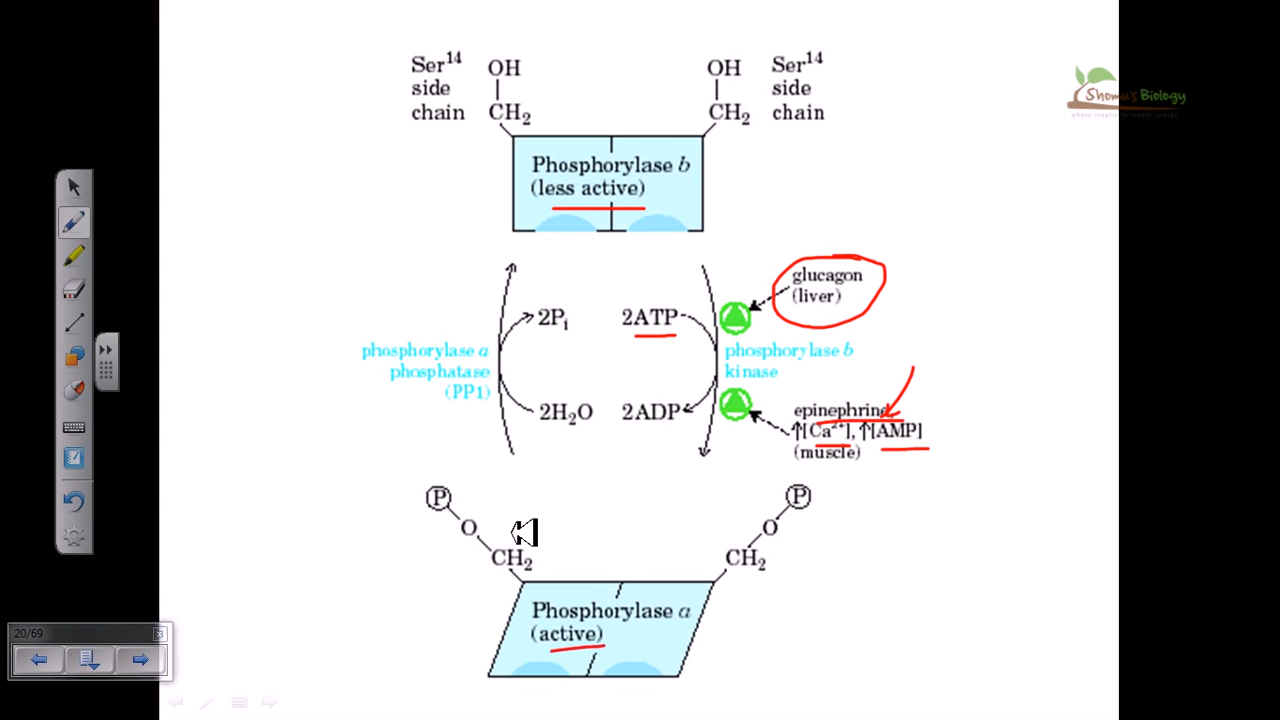 Ser¹⁴
side
chain
OH
CH₂
OH
CH₂
Ser¹⁴
side
chain
Shomu's Biology
Phosphorylase b
(less active)
glucagon
(liver)
2Pᵢ
2ATP
phosphorylase a
phosphatase
(PP1)
phosphorylase b
kinase
2H₂O
2ADP
epinephrine
↑[Ca²⁺], ↑[AMP]
(muscle)
P
O
CH₂
P
O
CH₂
Phosphorylase a
(active)
20/69